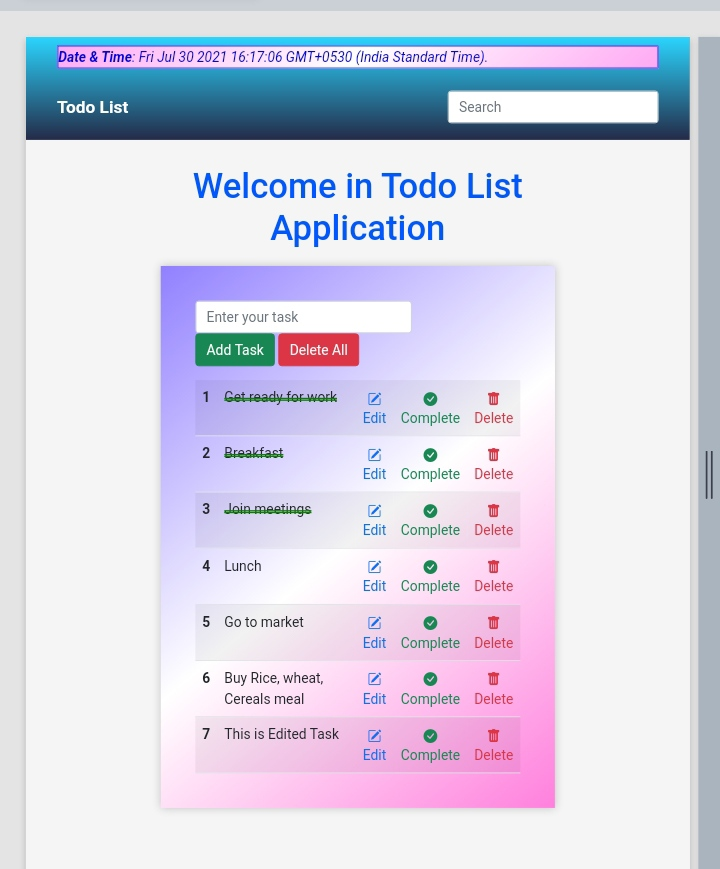 Date & Time: Fri Jul 30 2021 16:17:06 GMT+0530 (India Standard Time).
Todo List
Search
Welcome in Todo List
Application
Enter your task
Add Task Delete All
1 Get ready for work
Edit Complete Delete
2 Breakfast
Edit Complete Delete
3 Join meetings
Edit Complete Delete
4 Lunch
Edit Complete Delete
5 Go to market
Edit Complete Delete
6 Buy Rice, wheat,
Cereals meal Edit Complete Delete
7 This is Edited Task
Edit Complete Delete